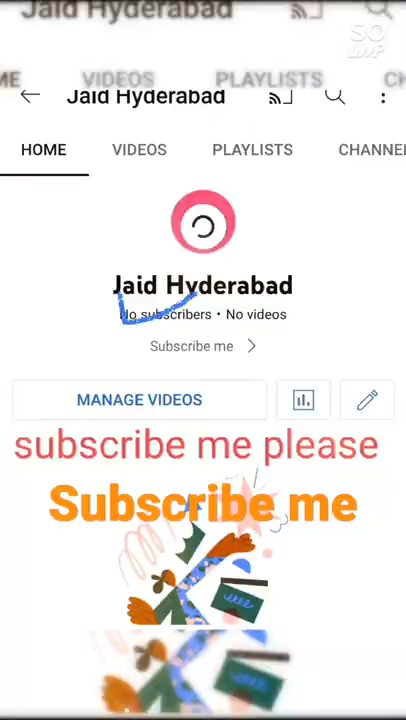 Jaid Hyderabad
ME VIDEOS PLAYLISTS CH
Jaid Hyderabad
HOME VIDEOS PLAYLISTS CHANNEL
Jaid Hyderabad
No subscribers • No videos
Subscribe me
MANAGE VIDEOS
subscribe me please
Subscribe me